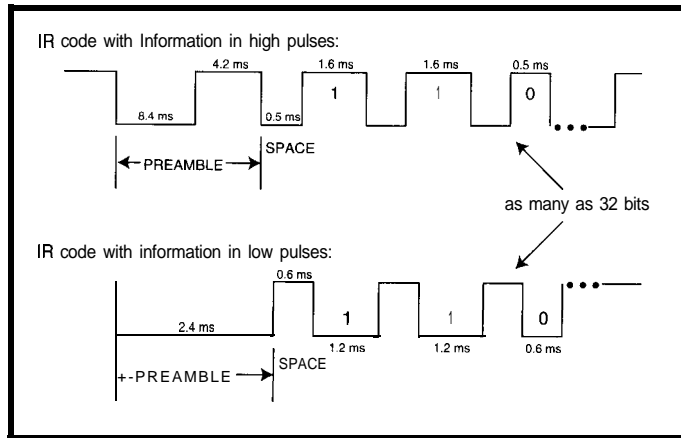 IR code with Information in high pulses:
4.2 ms 1.6 ms 1.6 ms 0.5 ms
1 1 0
8.4 ms 0.5 ms
SPACE
PREAMBLE
as many as 32 bits
IR code with information in low pulses:
0.6 ms
1 1 0
2.4 ms 1.2 ms 1.2 ms 0.6 ms
SPACE
+-PREAMBLE